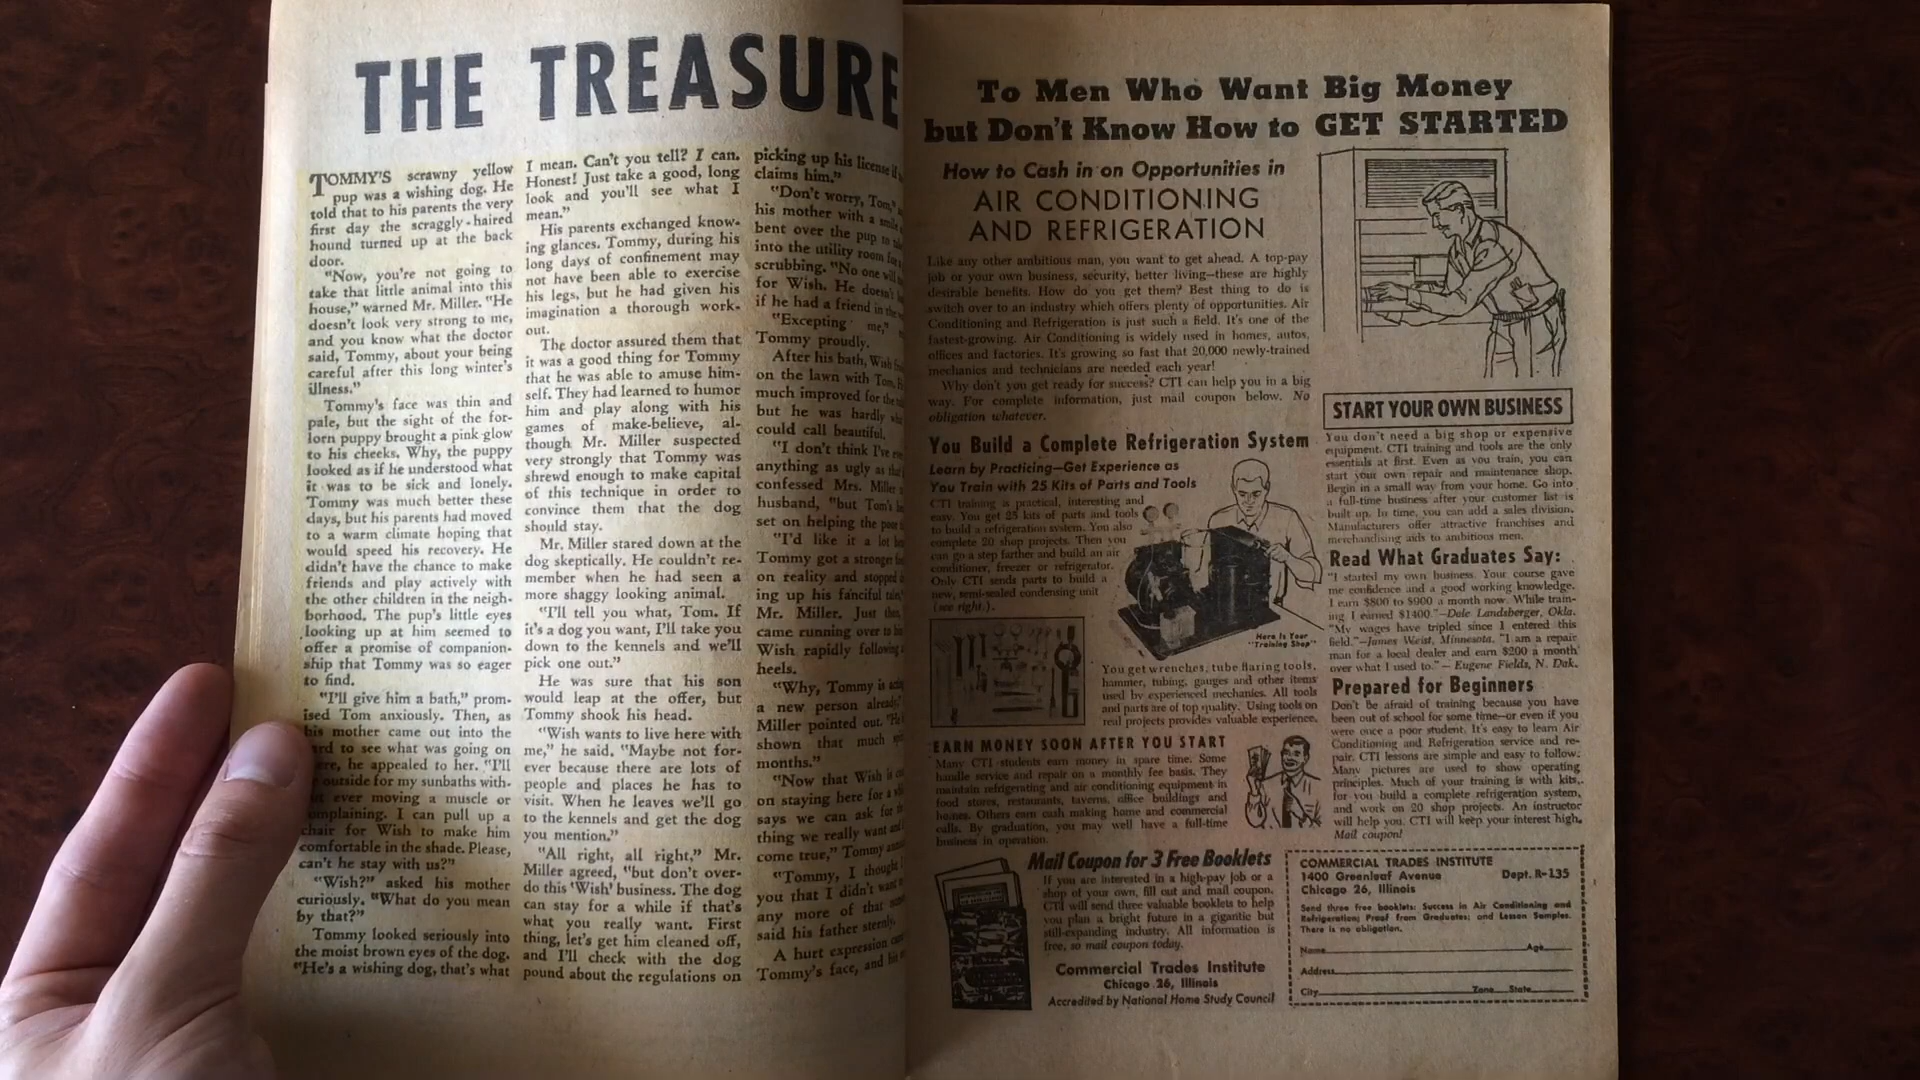 THE TREASURE
TOMMY'S scrawny yellow
pup was a wishing dog. He
told that to his parents the very
first day the scraggly-haired
hound turned up at the back
door.
"Now, you're not going to
take that little animal into this
house," warned Mr. Miller. "He
doesn't look very strong to me,
and you know what the doctor
said, Tommy, about your being
careful after this long winter's
illness."
Tommy's face was thin and
pale, but the sight of the for-
lorn puppy brought a pink glow
to his cheeks. Why, the puppy
looked as if he understood what
it was to be sick and lonely.
Tommy was much better these
days, but his parents had moved
to a warm climate hoping that
would speed his recovery. He
didn't have the chance to make
friends and play actively with
the other children in the neigh-
borhood. The pup's little eyes
looking up at him seemed to
offer a promise of companion-
ship that Tommy was so eager
to find.
"I'll give him a bath," prom-
ised Tom anxiously. Then, as
his mother came out into the
to see what was going on
he appealed to her. "I'll
outside for my sunbaths with-
ever moving a muscle or
I can pull up a
chair for Wish to make him
comfortable in the shade. Please,
can't he stay with us?"
"Wish?" asked his mother
curiously. "What do you mean
by that?"
Tommy looked seriously into
the moist brown eyes of the dog.
"He's a wishing dog, that's what
I mean. Can't you tell? I can.
Honest! Just take a good, long
look and you'll see what I
mean."
His parents exchanged know-
ing glances. Tommy, during his
long days of confinement may
not have been able to exercise
his legs, but he had given his
imagination a thorough work-
out.
The doctor assured them that
it was a good thing for Tommy
that he was able to amuse him-
self. They had learned to humor
him and play along with his
games of make-believe, al-
though Mr. Miller suspected
very strongly that Tommy was
shrewd enough to make capital
of this technique in order to
convince them that the dog
should stay.
Mr. Miller stared down at the
dog skeptically. He couldn't re-
member when he had seen a
more shaggy looking animal.
"I'll tell you what, Tom. If
it's a dog you want, I'll take you
down to the kennels and we'll
pick one out."
He was sure that his son
would leap at the offer, but
Tommy shook his head.
"Wish wants to live here with
me," he said. "Maybe not for-
ever because there are lots of
people and places he has to
visit. When he leaves we'll go
to the kennels and get the dog
you mention."
"All right, all right," Mr.
Miller agreed, "but don't over-
do this 'Wish' business. The dog
can stay for a while if that's
what you really want. First
thing, let's get him cleaned off,
and I'll check with the dog
pound about the regulations on
picking up his license if
claims him."
"Don't worry, Tom,"
his mother with a smile
bent over the pup to
into the utility room for
scrubbing. "No one will
for Wish. He doesn't
if he had a friend in the
"Excepting me,"
Tommy proudly.
After his bath, Wish
on the lawn with Tom.
much improved for the
but he was hardly
could call beautiful.
"I don't think I've
anything as ugly as
confessed Mrs. Miller
husband, "but Tom's
set on helping the poor
"I'd like it a lot
Tommy got a stronger
on reality and stopped
ing up his fanciful
Mr. Miller. Just then,
came running over to
Wish rapidly following
heels.
"Why, Tommy is
a new person already,"
Miller pointed out. "He
shown that much
months."
"Now that Wish is
on staying here for a
says we can ask for
thing we really want
come true," Tommy
"Tommy, I thought
you that I didn't want
any more of that
said his father sternly.
A hurt expression
Tommy's face, and
To Men Who Want Big Money
but Don't Know How to GET STARTED
How to Cash in on Opportunities in
AIR CONDITIONING
AND REFRIGERATION
Like any other ambitious man, you want to get ahead. A top-pay
job or your own business, security, better living—these are highly
desirable benefits. How do you get them? Best thing to do is
switch over to an industry which offers plenty of opportunities. Air
Conditioning and Refrigeration is just such a field. It's one of the
fastest-growing. Air Conditioning is widely used in homes, autos,
offices and factories. It's growing so fast that 20,000 newly-trained
mechanics and technicians are needed each year!
Why don't you get ready for success? CTI can help you in a big
way. For complete information, just mail coupon below. No
obligation whatever.
You Build a Complete Refrigeration System
Learn by Practicing—Get Experience as
You Train with 25 Kits of Parts and Tools
CTI training is practical, interesting and
easy. You get 25 kits of parts and tools
to build a refrigeration system. You also
complete 20 shop projects. Then you
can go a step farther and build an air
conditioner, freezer or refrigerator.
Only CTI sends parts to build a
new, semi-sealed condensing unit
(see right.).
Here Is Your
"Training Shop"
You get wrenches, tube flaring tools,
hammer, tubing, gauges and other items
used by experienced mechanics. All tools
and parts are of top quality. Using tools on
real projects provides valuable experience.
EARN MONEY SOON AFTER YOU START
Many CTI students earn money in spare time. Some
handle service and repair on a monthly fee basis. They
maintain refrigerating and air conditioning equipment in
food stores, restaurants, taverns, office buildings and
homes. Others earn cash making home and commercial
calls. By graduation, you may well have a full-time
business in operation.
Mail Coupon for 3 Free Booklets
If you are interested in a high-pay job or a
shop of your own, fill out and mail coupon.
CTI will send three valuable booklets to help
you plan a bright future in a gigantic but
still-expanding industry. All information is
free, so mail coupon today.
Commercial Trades Institute
Chicago 26, Illinois
Accredited by National Home Study Council
START YOUR OWN BUSINESS
You don't need a big shop or expensive
equipment. CTI training and tools are the only
essentials at first. Even as you train, you can
start your own repair and maintenance shop.
Begin in a small way from your home. Go into
a full-time business after your customer list is
built up. In time, you can add a sales division.
Manufacturers offer attractive franchises and
merchandising aids to ambitious men.
Read What Graduates Say:
"I started my own business. Your course gave
me confidence and a good working knowledge.
I earn $800 to $900 a month now. While train-
ing I earned $1400."—Dale Landsberger, Okla.
"My wages have tripled since I entered this
field."—James Weist, Minnesota. "I am a repair
man for a local dealer and earn $200 a month
over what I used to."—Eugene Fields, N. Dak.
Prepared for Beginners
Don't be afraid of training because you have
been out of school for some time—or even if you
were once a poor student. It's easy to learn Air
Conditioning and Refrigeration service and re-
pair. CTI lessons are simple and easy to follow.
Many pictures are used to show operating
principles. Much of your training is with kits,
for you build a complete refrigeration system,
and work on 20 shop projects. An instructor
will help you. CTI will keep your interest high.
Mail coupon!
COMMERCIAL TRADES INSTITUTE
1400 Greenleaf Avenue Dept. R-135
Chicago 26, Illinois
Send three free booklets: Success in Air Conditioning and
Refrigeration; Proof from Graduates; and Lesson Samples.
There is no obligation.
Name Age
Address
City Zone State